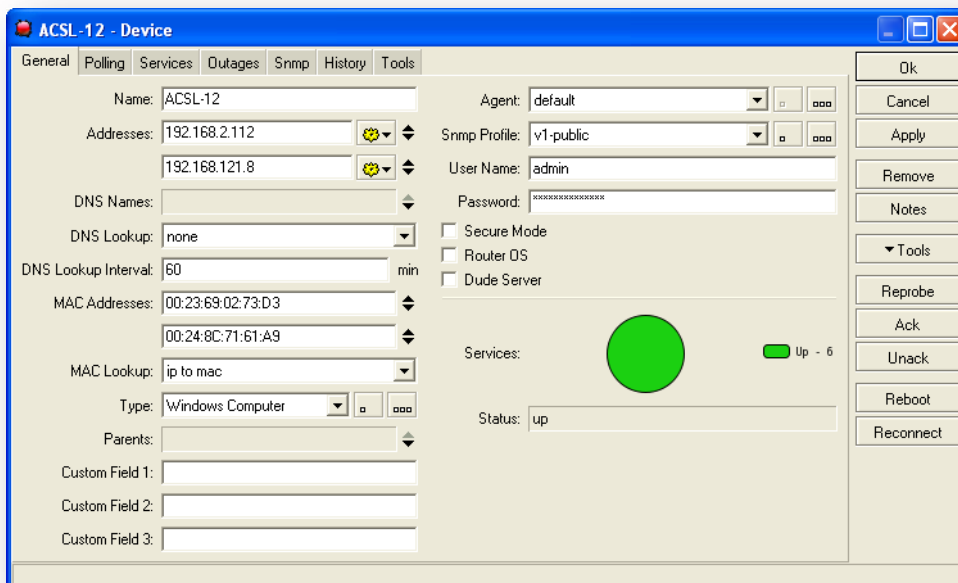 ACSL-12 - Device
General Polling Services Outages Snmp History Tools
Name: ACSL-12
Addresses: 192.168.2.112
192.168.121.8
DNS Names:
DNS Lookup: none
DNS Lookup Interval: 60 min
MAC Addresses: 00:23:69:02:73:D3
00:24:8C:71:61:A9
MAC Lookup: ip to mac
Type: Windows Computer
Parents:
Custom Field 1:
Custom Field 2:
Custom Field 3:
Agent: default
Snmp Profile: v1-public
User Name: admin
Password: **************
Secure Mode
Router OS
Dude Server
Services: Up - 6
Status: up
Ok
Cancel
Apply
Remove
Notes
Tools
Reprobe
Ack
Unack
Reboot
Reconnect